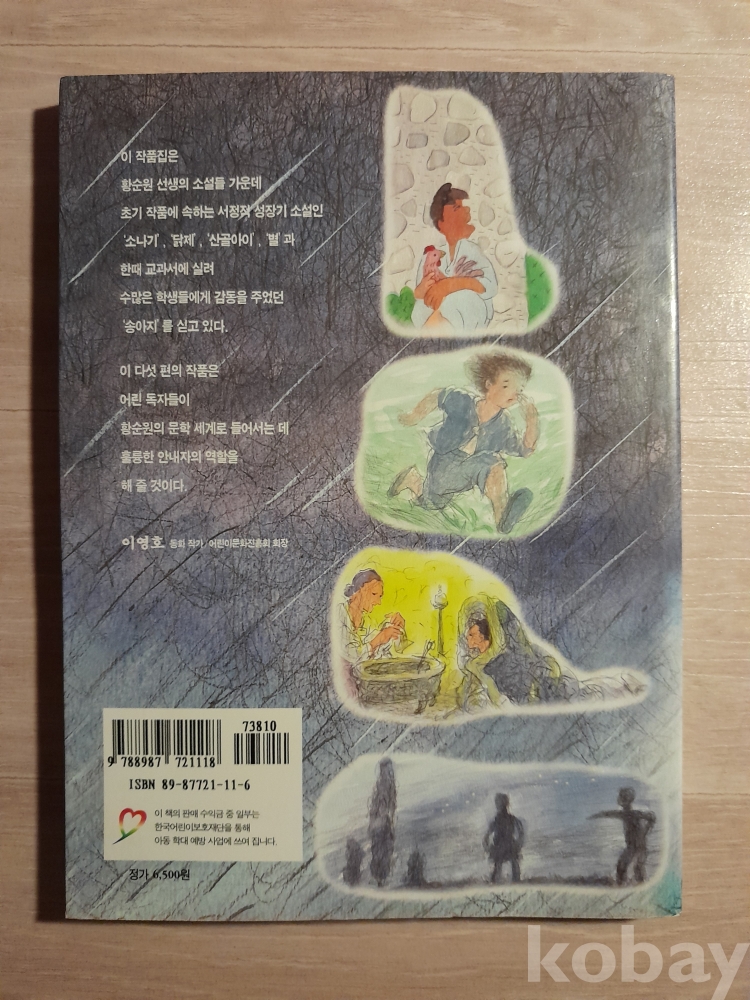 이 작품집은
황순원 선생의 소설들 가운데
초기 작품에 속하는 서정적 성장기 소설인
'소나기', '닭제', '산골아이', '별'과
한때 교과서에 실려
수많은 학생들에게 감동을 주었던
'송아지'를 싣고 있다.
이 다섯 편의 작품은
어린 독자들이
황순원의 문학 세계로 들어서는 데
훌륭한 안내자의 역할을
해 줄 것이다.
이영호 동화 작가/어린이문화진흥회 회장
73810
9 788987 721118
ISBN 89-87721-11-6
이 책의 판매 수익금 중 일부는
한국어린이보호재단을 통해
아동 학대 예방 사업에 쓰여 집니다.
정가 6,500원
kobay